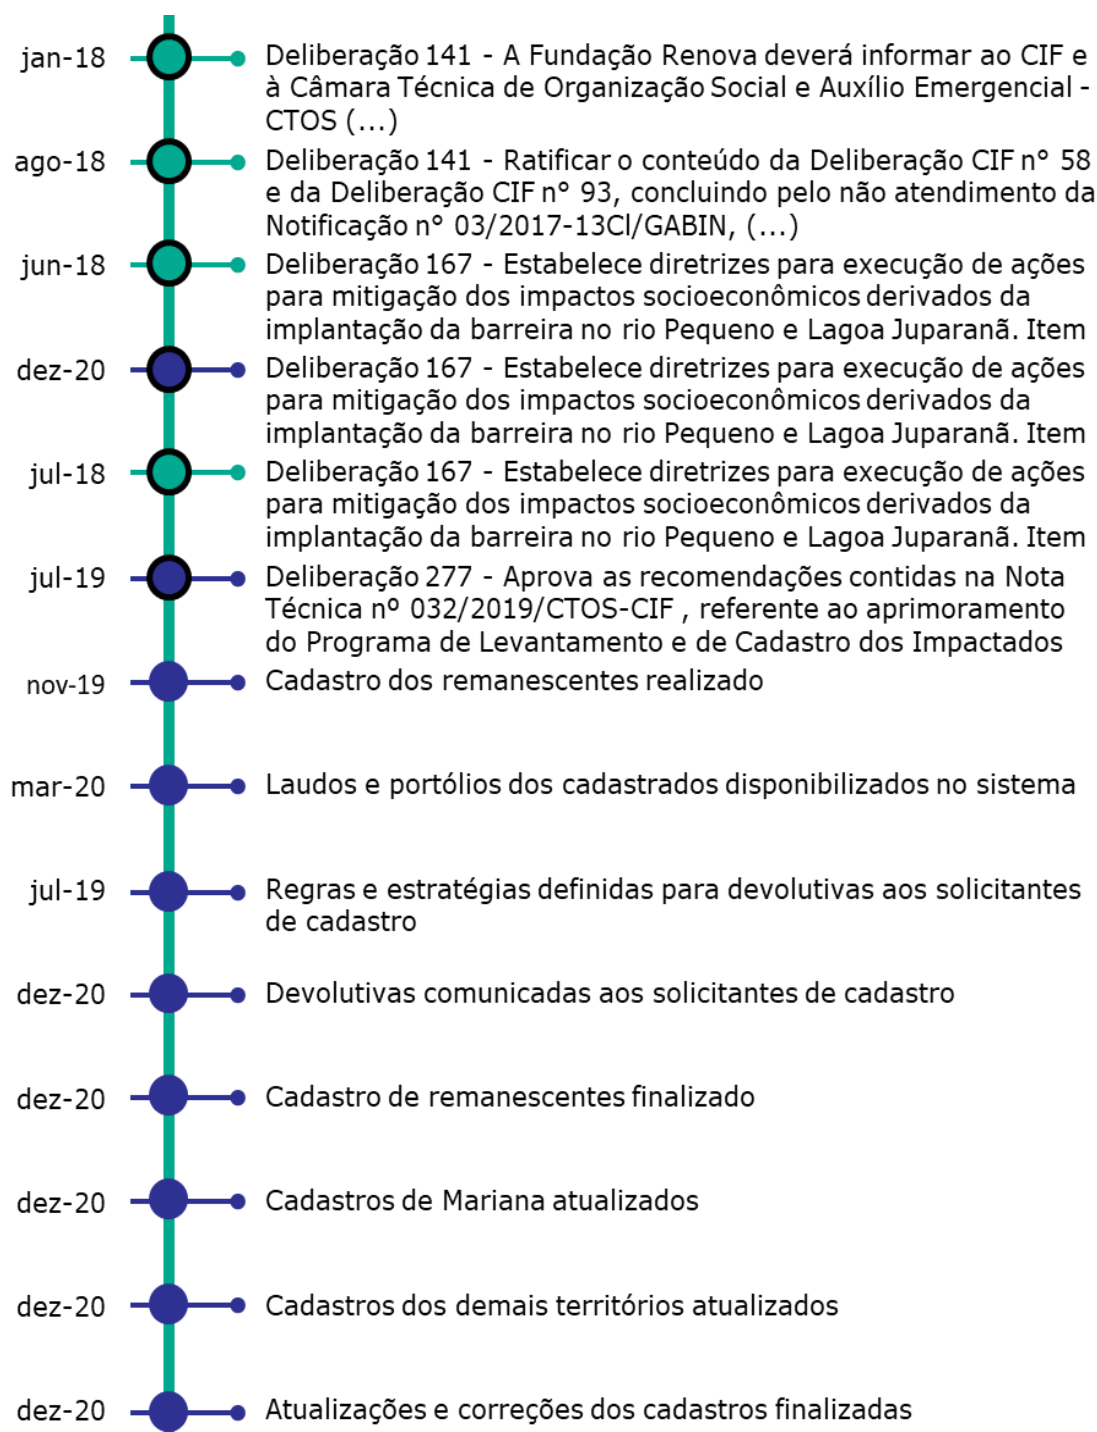 jan-18
Deliberação 141 - A Fundação Renova deverá informar ao CIF e
à Câmara Técnica de Organização Social e Auxílio Emergencial -
CTOS (...)
ago-18
Deliberação 141 - Ratificar o conteúdo da Deliberação CIF n° 58
e da Deliberação CIF n° 93, concluindo pelo não atendimento da
Notificação n° 03/2017-13Cl/GABIN, (...)
jun-18
Deliberação 167 - Estabelece diretrizes para execução de ações
para mitigação dos impactos socioeconômicos derivados da
implantação da barreira no rio Pequeno e Lagoa Juparanã. Item
dez-20
Deliberação 167 - Estabelece diretrizes para execução de ações
para mitigação dos impactos socioeconômicos derivados da
implantação da barreira no rio Pequeno e Lagoa Juparanã. Item
jul-18
Deliberação 167 - Estabelece diretrizes para execução de ações
para mitigação dos impactos socioeconômicos derivados da
implantação da barreira no rio Pequeno e Lagoa Juparanã. Item
jul-19
Deliberação 277 - Aprova as recomendações contidas na Nota
Técnica nº 032/2019/CTOS-CIF , referente ao aprimoramento
do Programa de Levantamento e de Cadastro dos Impactados
nov-19
Cadastro dos remanescentes realizado
mar-20
Laudos e portólios dos cadastrados disponibilizados no sistema
jul-19
Regras e estratégias definidas para devolutivas aos solicitantes
de cadastro
dez-20
Devolutivas comunicadas aos solicitantes de cadastro
dez-20
Cadastro de remanescentes finalizado
dez-20
Cadastros de Mariana atualizados
dez-20
Cadastros dos demais territórios atualizados
dez-20
Atualizações e correções dos cadastros finalizadas